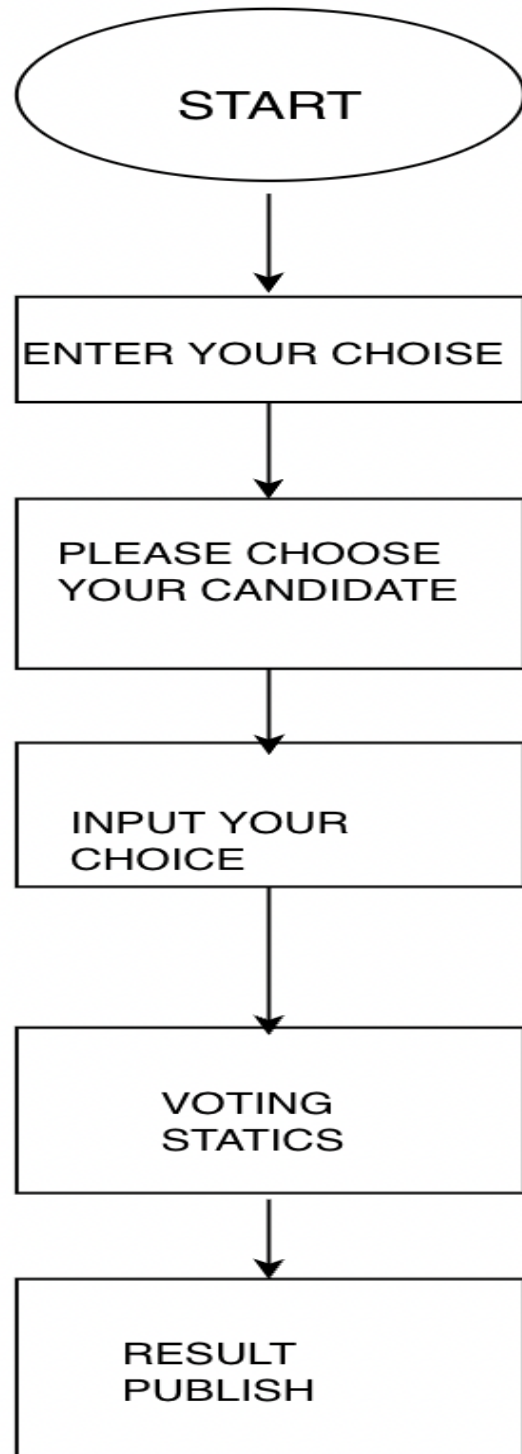 START
ENTER YOUR CHOISE
PLEASE CHOOSE
YOUR CANDIDATE
INPUT YOUR
CHOICE
VOTING
STATICS
RESULT
PUBLISH